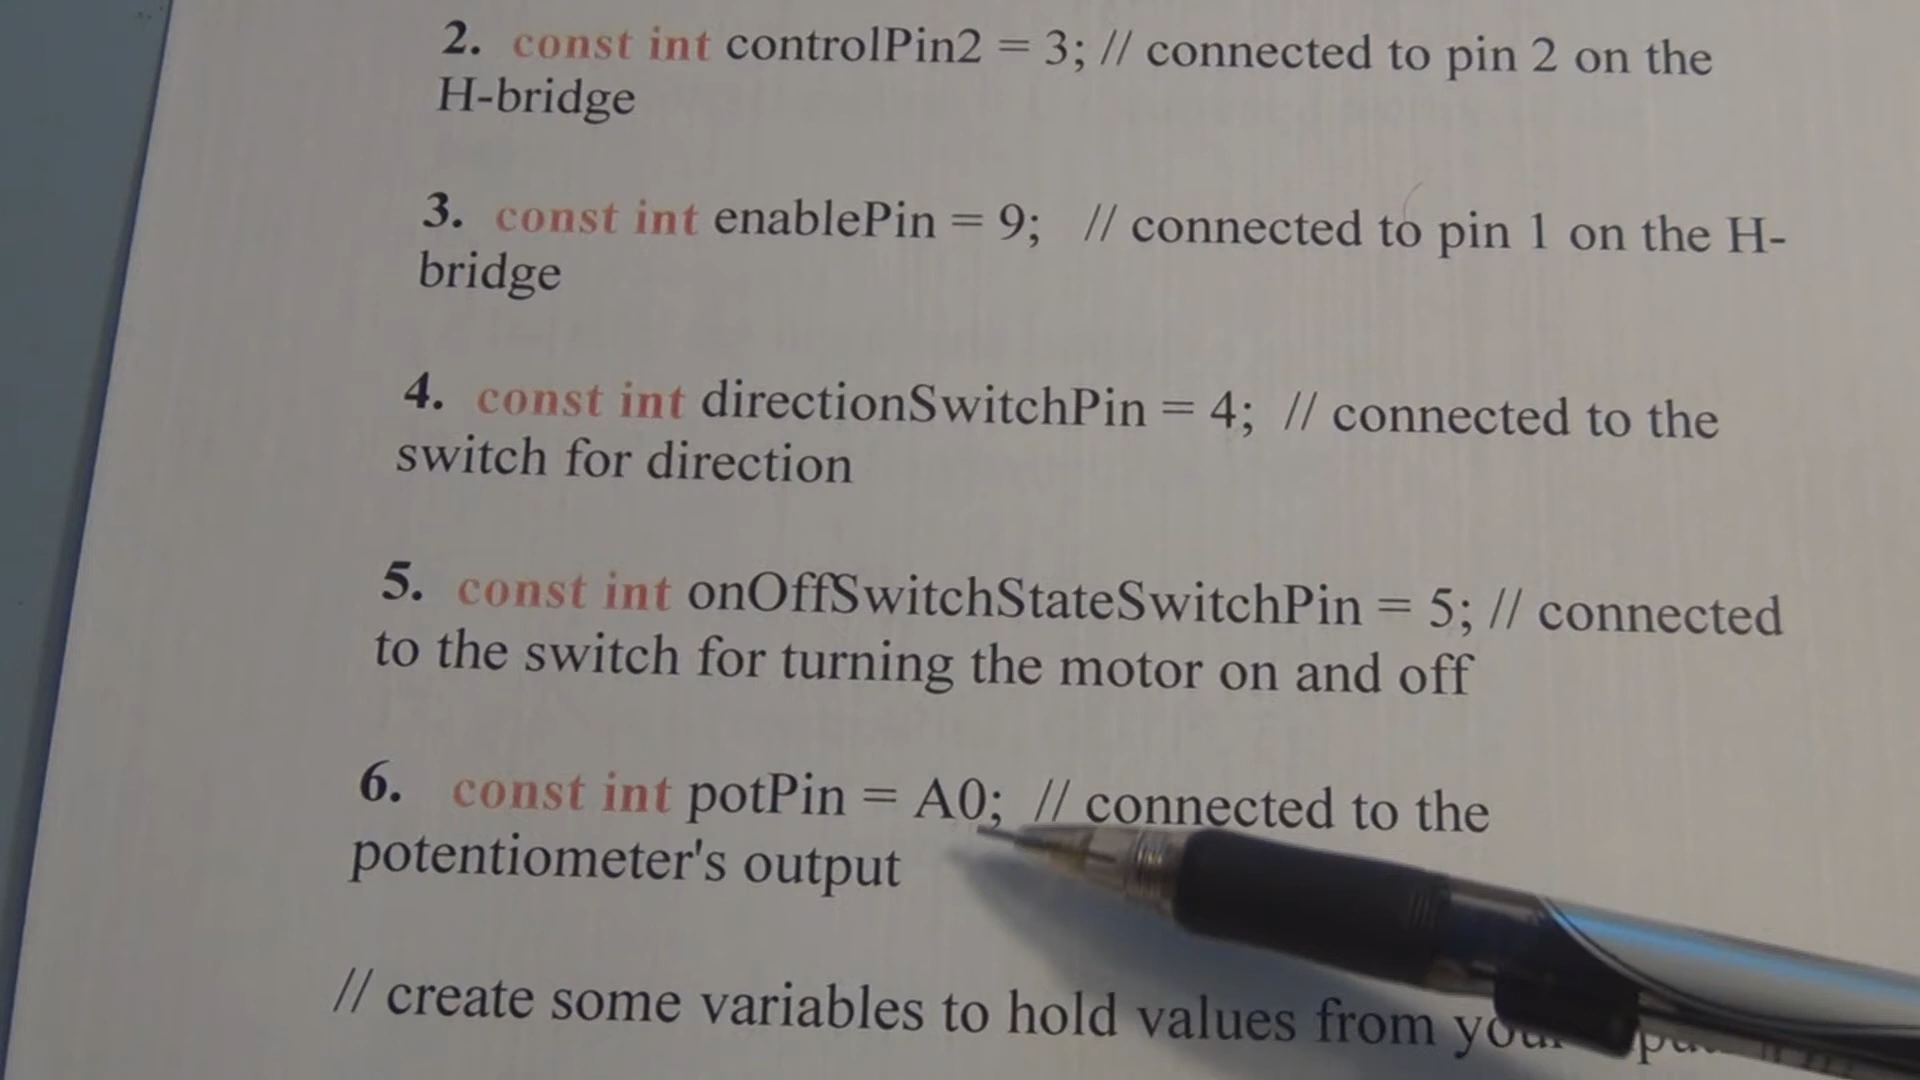 2. const int controlPin2 = 3; // connected to pin 2 on the
H-bridge
3. const int enablePin = 9; // connected to pin 1 on the H-
bridge
4. const int directionSwitchPin = 4; // connected to the
switch for direction
5. const int onOffSwitchStateSwitchPin = 5; // connected
to the switch for turning the motor on and off
6. const int potPin = A0; // connected to the
potentiometer's output
// create some variables to hold values from